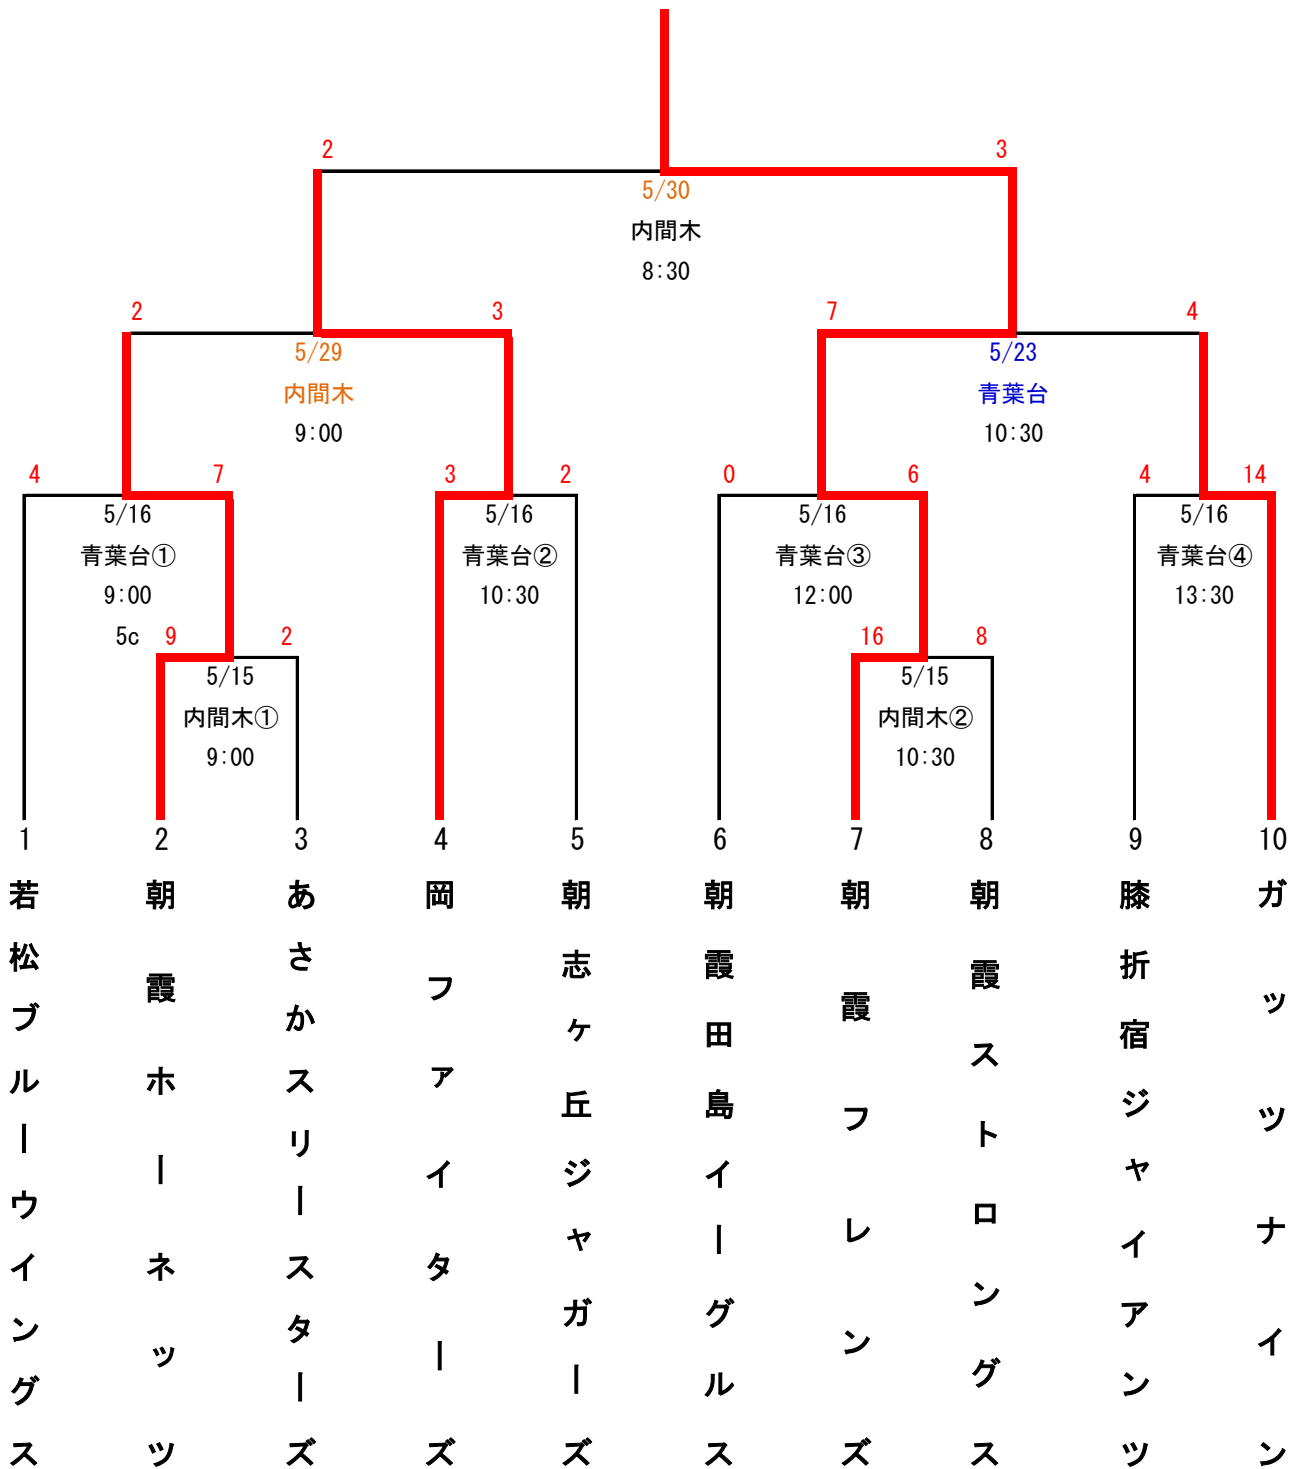 2 3
5/30
内間木
8:30
2 3 7 4
5/29 5/23
内間木 青葉台
9:00 10:30
4 7 3 2 0 6 4 14
5/16 5/16 5/16 5/16
青葉台① 青葉台② 青葉台③ 青葉台④
9:00 10:30 12:00 13:30
5c 9 2 16 8
5/15 5/15
内間木① 内間木②
9:00 10:30
1 2 3 4 5 6 7 8 9 10
若松ブルーウイングス
朝霞ホーネッツ
あさかスリースターズ
岡ファイターズ
朝志ヶ丘ジャガーズ
朝霞田島イーグルス
朝霞フレンズ
朝霞ストロングス
膝折宿ジャイアンツ
ガッツナイン